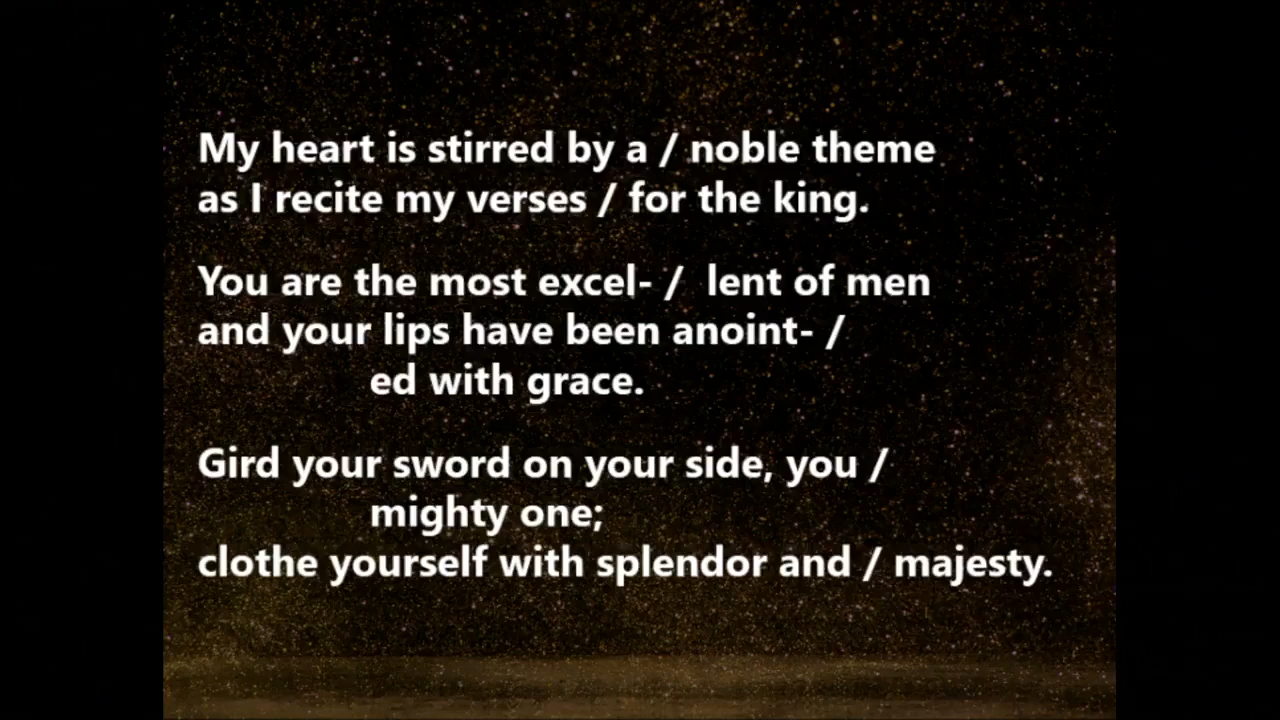 My heart is stirred by a / noble theme
as I recite my verses / for the king.
You are the most excel- / lent of men
and your lips have been anoint- /
ed with grace.
Gird your sword on your side, you /
mighty one;
clothe yourself with splendor and / majesty.